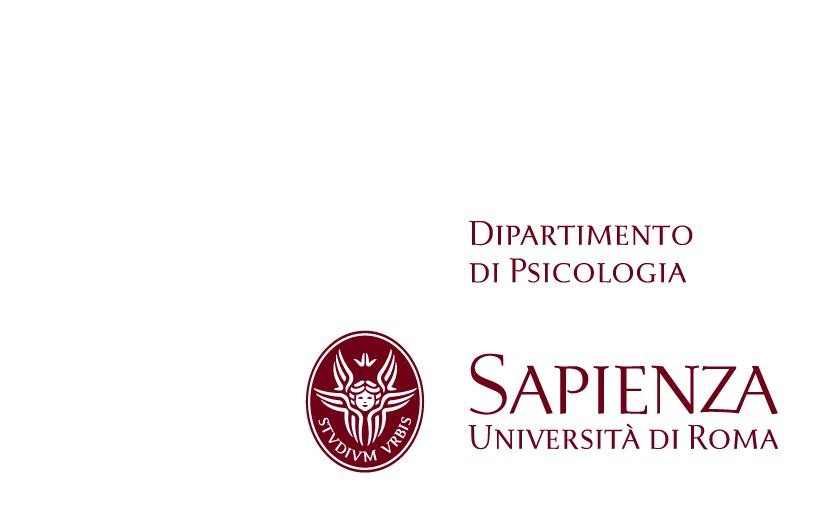 Dipartimento
di Psicologia
Sapienza
Università di Roma
STVDIVM VRBIS